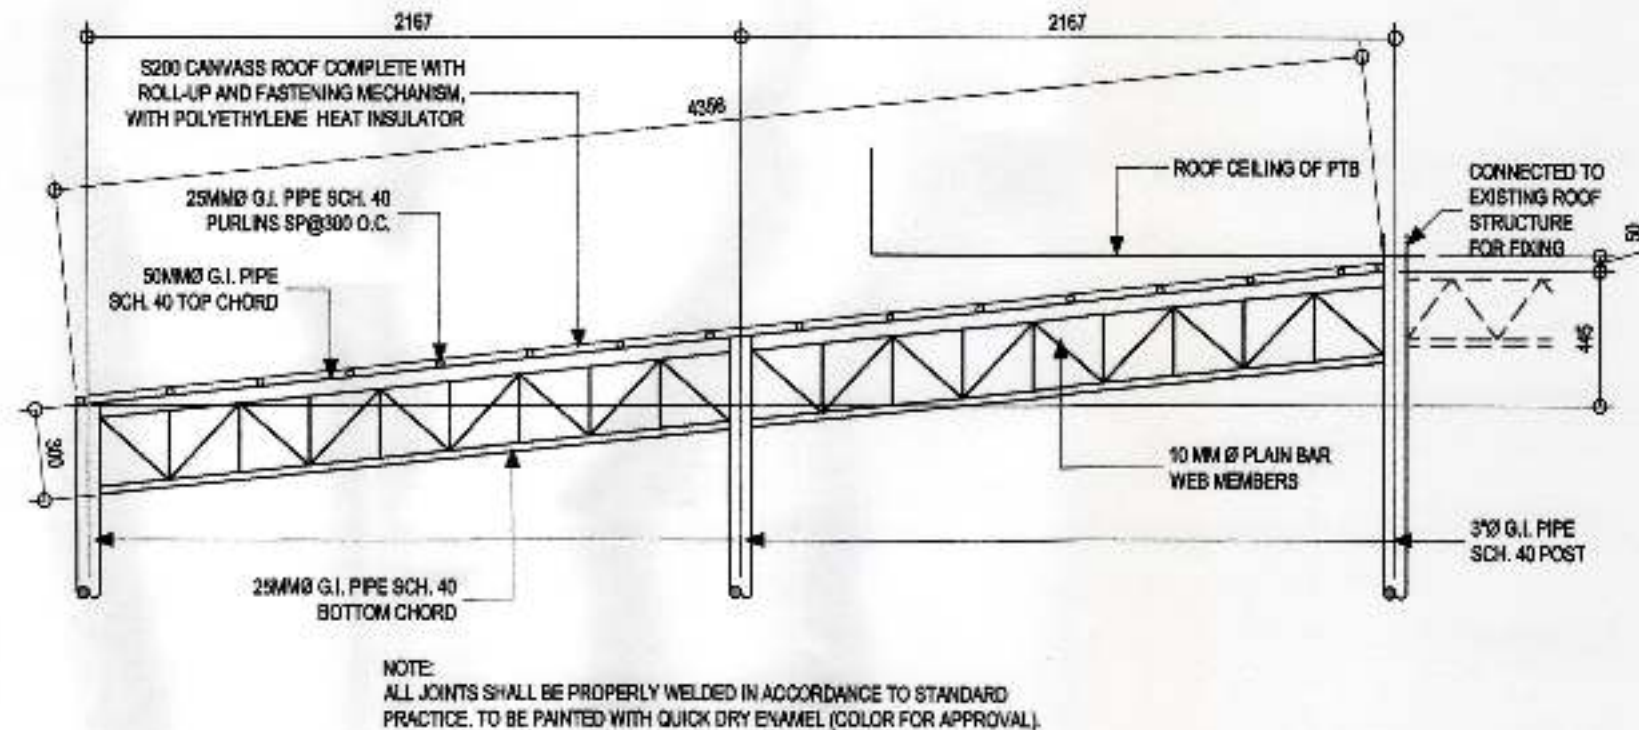 2167
2167
S200 CANVASS ROOF COMPLETE WITH
ROLL-UP AND FASTENING MECHANISM,
WITH POLYETHYLENE HEAT INSULATOR
4356
ROOF CEILING OF PTB
CONNECTED TO
EXISTING ROOF
STRUCTURE
FOR FIXING
25MMØ G.I. PIPE SCH. 40
PURLINS SP@300 O.C.
50
50MMØ G.I. PIPE
SCH. 40 TOP CHORD
445
300
10 MM Ø PLAIN BAR
WEB MEMBERS
3"Ø G.I. PIPE
SCH. 40 POST
25MMØ G.I. PIPE SCH. 40
BOTTOM CHORD
NOTE:
ALL JOINTS SHALL BE PROPERLY WELDED IN ACCORDANCE TO STANDARD
PRACTICE. TO BE PAINTED WITH QUICK DRY ENAMEL (COLOR FOR APPROVAL).